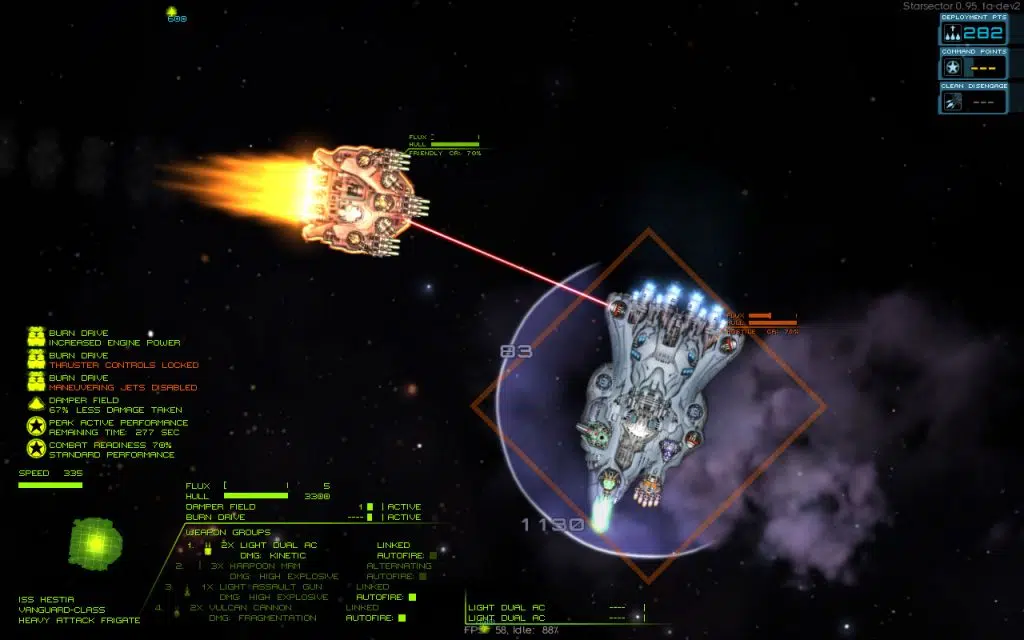 Starsector 0.95.1a-dev2
600
DEPLOYMENT PTS
282
COMMAND POINTS
---
CLEAN DISENGAGE
---
FLUX
HULL
FRIENDLY CR: 70%
FLUX
HULL
CR: 70%
83
1130
BURN DRIVE
INCREASED ENGINE POWER
BURN DRIVE
THRUSTER CONTROLS LOCKED
BURN DRIVE
MANEUVERING JETS DISABLED
DAMPER FIELD
67% LESS DAMAGE TAKEN
PEAK ACTIVE PERFORMANCE
REMAINING TIME: 277 SEC
COMBAT READINESS 70%
STANDARD PERFORMANCE
SPEED 335
FLUX 5
HULL 3300
DAMPER FIELD 1 | ACTIVE
BURN DRIVE ---- | ACTIVE
WEAPON GROUPS
1. 2X LIGHT DUAL AC LINKED
DMG: KINETIC AUTOFIRE:
2. 3X HARPOON MRM ALTERNATING
DMG: HIGH EXPLOSIVE AUTOFIRE:
3. 1X LIGHT ASSAULT GUN LINKED
DMG: HIGH EXPLOSIVE AUTOFIRE:
4. 2X VULCAN CANNON LINKED
DMG: FRAGMENTATION AUTOFIRE:
ISS HESTIA
VANGUARD-CLASS
HEAVY ATTACK FRIGATE
LIGHT DUAL AC ----
LIGHT DUAL AC ----
FPS: 58, Idle: 88%